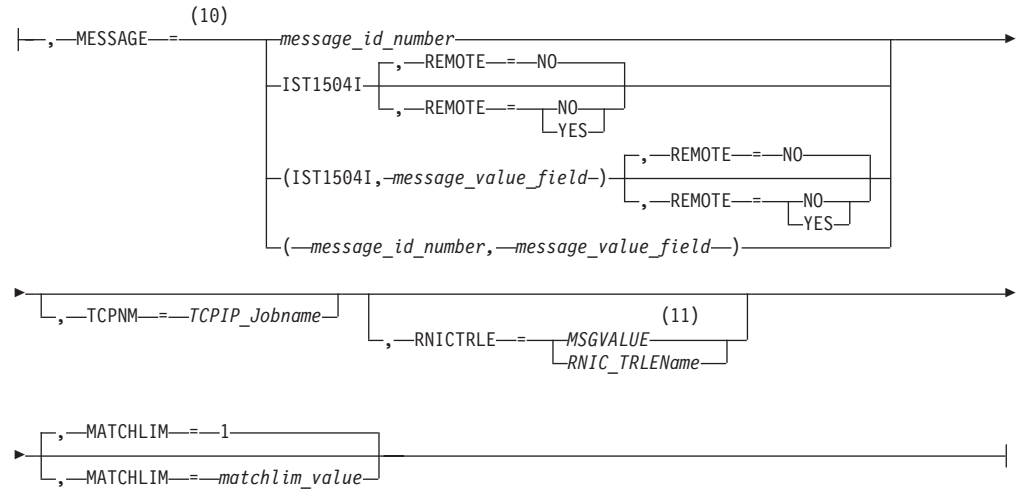 (10)
, MESSAGE = message_id_number
, REMOTE = NO
IST1504I
, REMOTE = NO
YES
, REMOTE = NO
(IST1504I, message_value_field )
, REMOTE = NO
YES
( message_id_number, message_value_field )
, TCPNM = TCPIP_Jobname
(11)
, RNICTRLE = MSGVALUE
RNIC_TRLEName
, MATCHLIM = 1
, MATCHLIM = matchlim_value